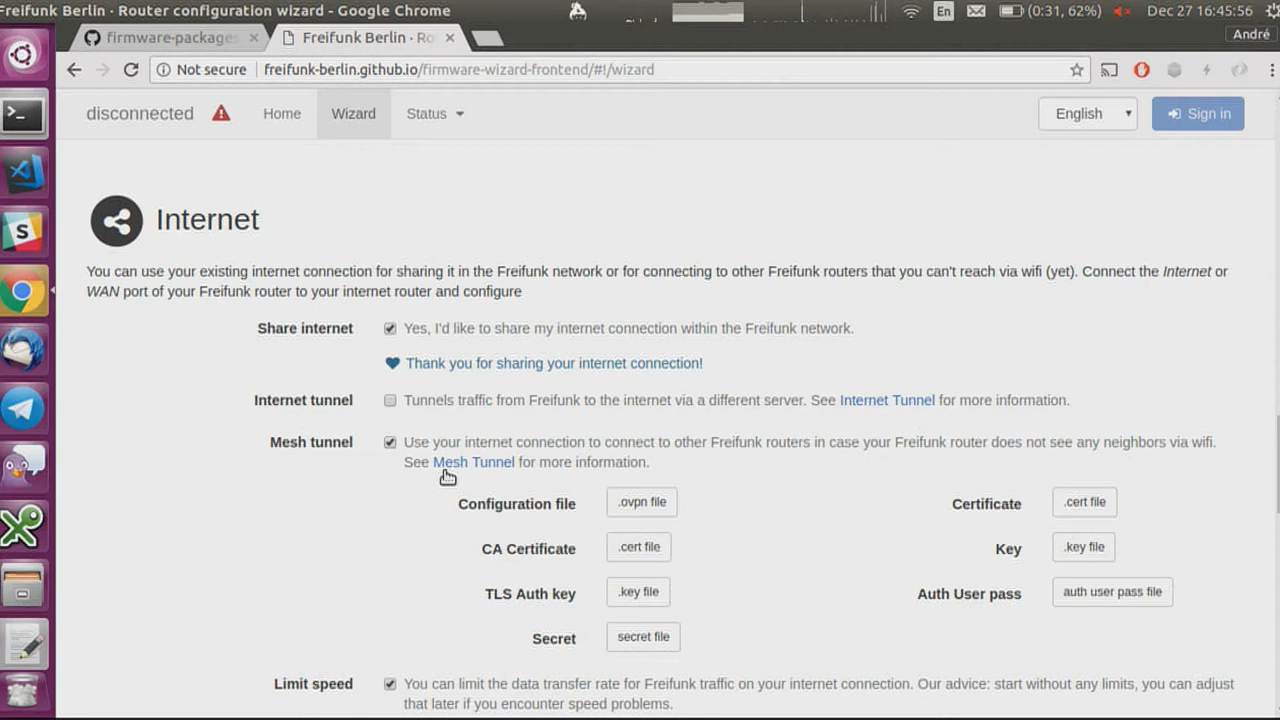 Freifunk Berlin · Router configuration wizard - Google Chrome
En
(0:31, 62%)
Dec 27 16:45:56
firmware-packages
Freifunk Berlin · Ro
André
Not secure
freifunk-berlin.github.io/firmware-wizard-frontend/#!/wizard
disconnected
Home
Wizard
Status
English
Sign in
Internet
You can use your existing internet connection for sharing it in the Freifunk network or for connecting to other Freifunk routers that you can't reach via wifi (yet). Connect the Internet or
WAN port of your Freifunk router to your internet router and configure
Share internet
Yes, I'd like to share my internet connection within the Freifunk network.
Thank you for sharing your internet connection!
Internet tunnel
Tunnels traffic from Freifunk to the internet via a different server. See Internet Tunnel for more information.
Mesh tunnel
Use your internet connection to connect to other Freifunk routers in case your Freifunk router does not see any neighbors via wifi.
See Mesh Tunnel for more information.
Configuration file
.ovpn file
Certificate
.cert file
CA Certificate
.cert file
Key
.key file
TLS Auth key
.key file
Auth User pass
auth user pass file
Secret
secret file
Limit speed
You can limit the data transfer rate for Freifunk traffic on your internet connection. Our advice: start without any limits, you can adjust
that later if you encounter speed problems.